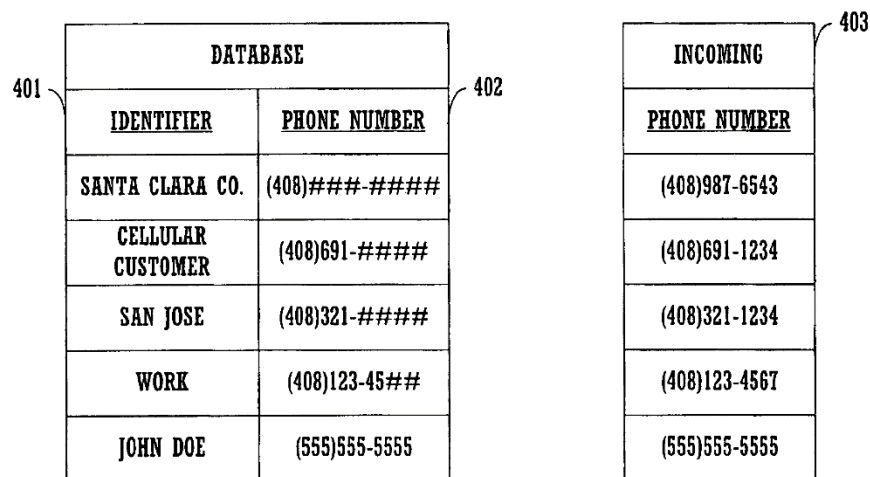 403
DATABASE
INCOMING
401
402
IDENTIFIER
PHONE NUMBER
PHONE NUMBER
SANTA CLARA CO.
(408)###-####
(408)987-6543
CELLULAR
CUSTOMER
(408)691-####
(408)691-1234
SAN JOSE
(408)321-####
(408)321-1234
WORK
(408)123-45##
(408)123-4567
JOHN DOE
(555)555-5555
(555)555-5555